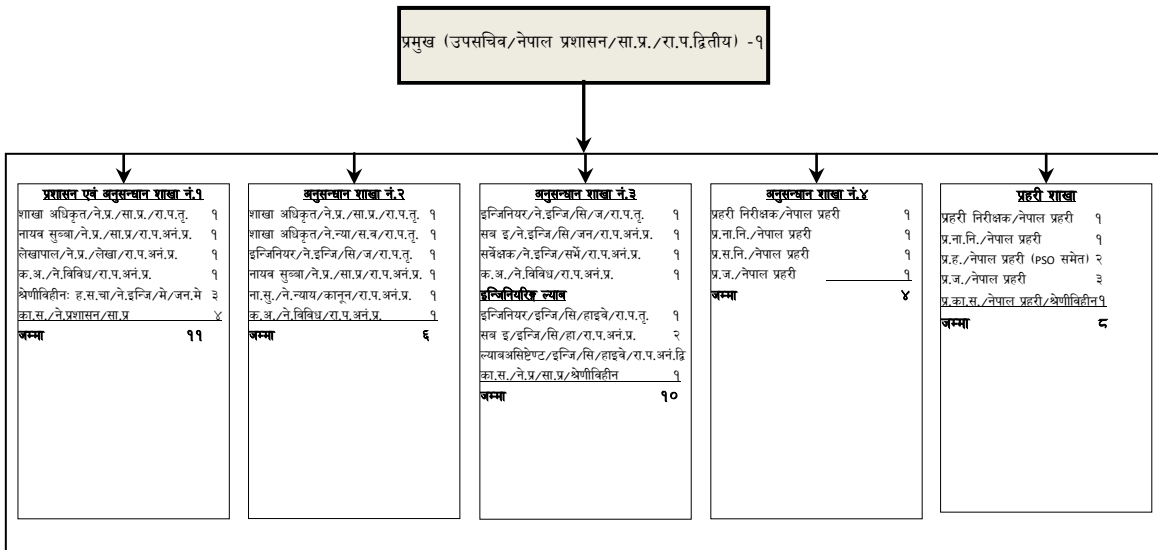 प्रमुख (उपसचिव/नेपाल प्रशासन/सा.प्र./रा.प.द्वितीय) -१
प्रशासन एवं अनुसन्धान शाखा नं.१
शाखा अधिकृत/ने.प्र./सा.प्र./रा.प.तृ. १
नायव सुब्बा/ने.प्र./सा.प्र/रा.प.अनं.प्र. १
लेखापाल/ने.प्र./लेखा/रा.प.अनं.प्र. १
क.अ./ने.विविध/रा.प.अनं.प्र. १
श्रेणीविहीनः ह.स.चा/ने.इन्जि/मे/जन.मे ३
का.स./ने.प्रशासन/सा.प्र ४
जम्मा ११
अनुसन्धान शाखा नं.२
शाखा अधिकृत/ने.प्र./सा.प्र./रा.प.तृ. १
शाखा अधिकृत/ने.न्या/स.व/रा.प.तृ. १
इन्जिनियर/ने.इन्जि/सि/ज/रा.प.तृ. १
नायव सुब्बा/ने.प्र./सा.प्र/रा.प.अनं.प्र. १
ना.सु./ने.न्याय/कानून/रा.प.अनं.प्र. १
क.अ./ने.विविध/रा.प.अनं.प्र. १
जम्मा ६
अनुसन्धान शाखा नं.३
इन्जिनियर/ने.इन्जि/सि/ज/रा.प.तृ. १
सव इ/ने.इन्जि/सि/जन/रा.प.अनं.प्र. १
सर्वेक्षक/ने.इन्जि/सर्भे/रा.प.अनं.प्र. १
क.अ./ने.विविध/रा.प.अनं.प्र. १
इन्जिनियरिङ्ग ल्याब
इन्जिनियर/इन्जि/सि/हाइवे/रा.प.तृ. १
सब इ/इन्जि/सि/हा/रा.प.अनं.प्र. २
ल्याबअसिष्टेण्ट/इन्जि/सि/हाइवे/रा.प.अनं.द्वि
का.स./ने.प्र/सा.प्र/श्रेणीविहीन १
जम्मा १०
अनुसन्धान शाखा नं.४
प्रहरी निरीक्षक/नेपाल प्रहरी १
प्र.ना.नि./नेपाल प्रहरी १
प्र.स.नि./नेपाल प्रहरी १
प्र.ज./नेपाल प्रहरी १
जम्मा ४
प्रहरी शाखा
प्रहरी निरीक्षक/नेपाल प्रहरी १
प्र.ना.नि./नेपाल प्रहरी १
प्र.ह./नेपाल प्रहरी (PSO समेत) २
प्र.ज./नेपाल प्रहरी ३
प्र.का.स./नेपाल प्रहरी/श्रेणीविहीन१
जम्मा ८